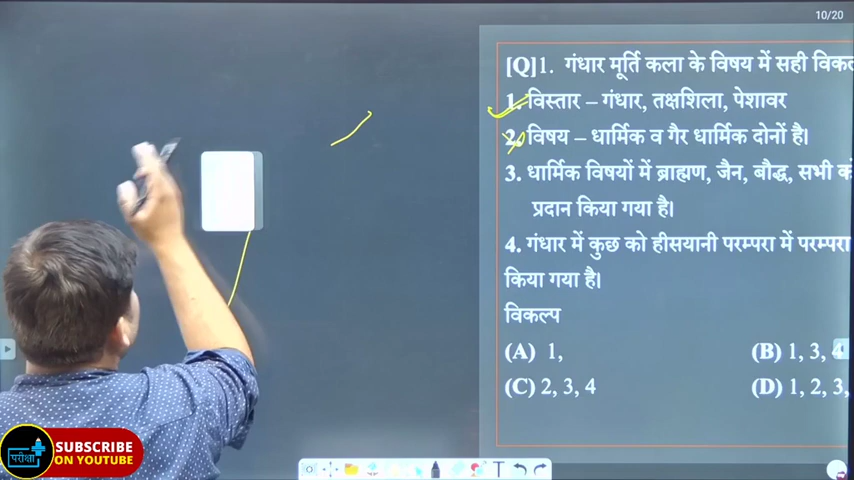 10/20
[Q]1. गंधार मूर्ति कला के विषय में सही
1. विस्तार – गंधार, तक्षशिला, पेशावर
2. विषय – धार्मिक व गैर धार्मिक दोनों है।
3. धार्मिक विषयों में ब्राह्मण, जैन, बौद्ध, सभी
प्रदान किया गया है।
4. गंधार में कुछ को हीसयानी परम्परा में परम्परा
किया गया है।
विकल्प
(A) 1,
(B) 1, 3, 4
(C) 2, 3, 4
(D) 1, 2, 3,
परीक्षा
SUBSCRIBE
ON YOUTUBE
T